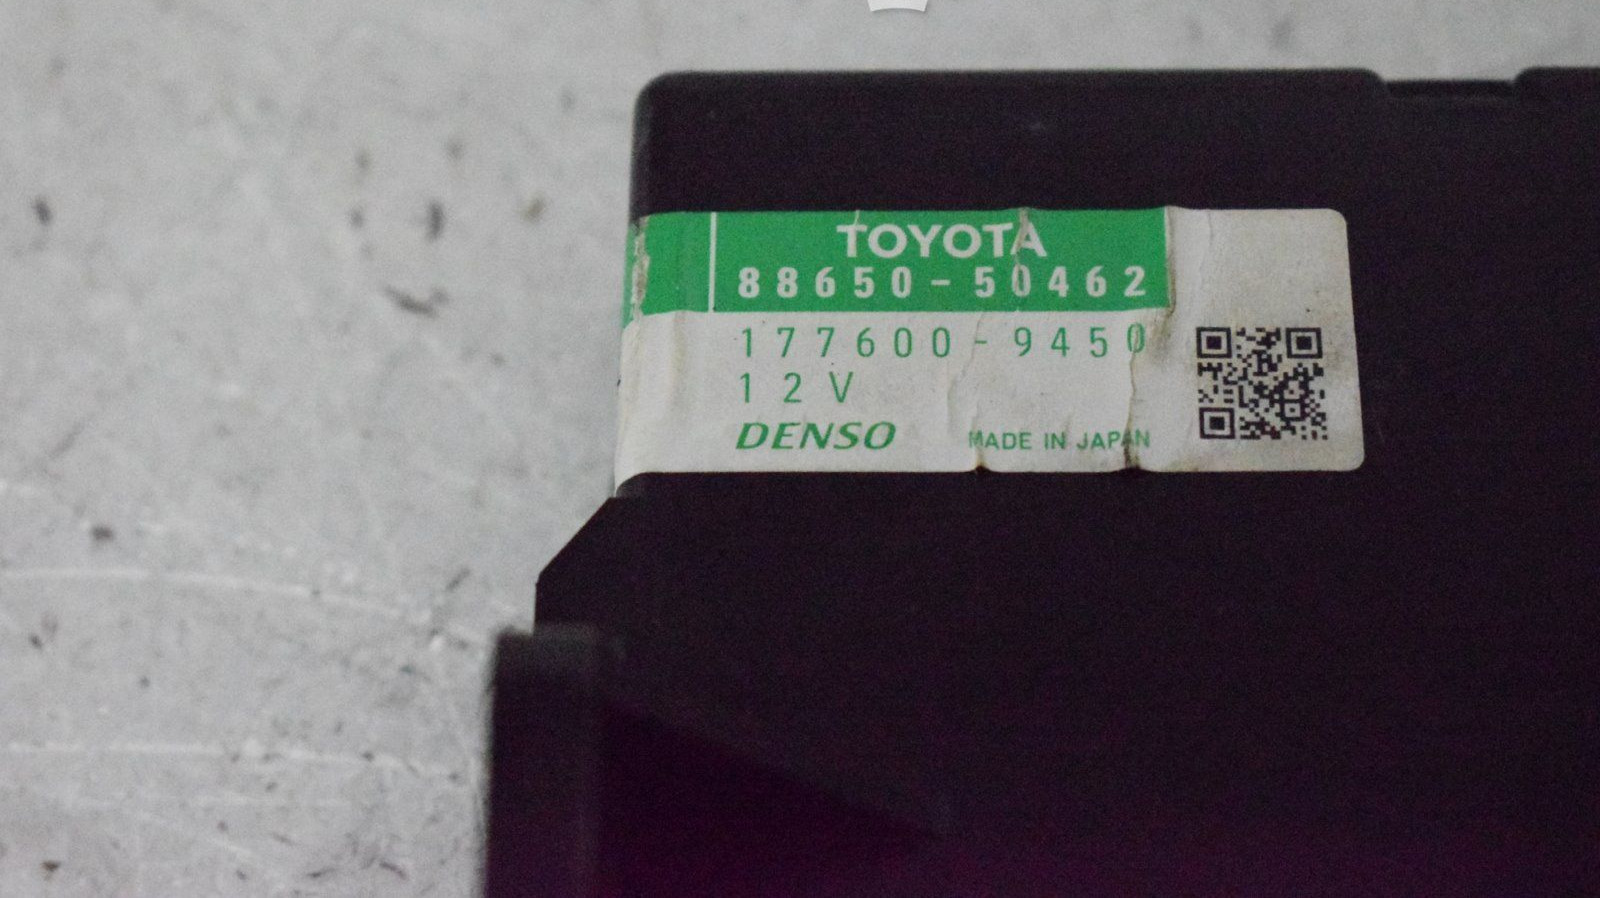 TOYOTA
88650-50462
177600-9450
12V
DENSO MADE IN JAPAN